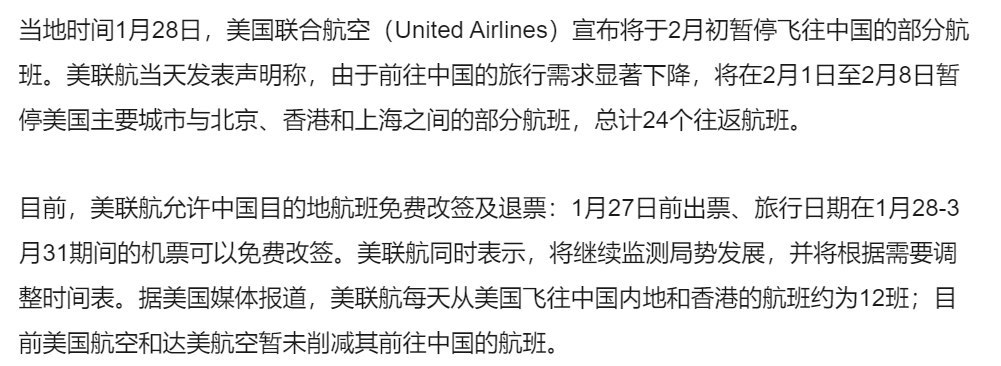 当地时间1月28日，美国联合航空（United Airlines）宣布将于2月初暂停飞往中国的部分航
班。美联航当天发表声明称，由于前往中国的旅行需求显著下降，将在2月1日至2月8日暂
停美国主要城市与北京、香港和上海之间的部分航班，总计24个往返航班。
目前，美联航允许中国目的地航班免费改签及退票：1月27日前出票、旅行日期在1月28-3
月31期间的机票可以免费改签。美联航同时表示，将继续监测局势发展，并将根据需要调
整时间表。据美国媒体报道，美联航每天从美国飞往中国内地和香港的航班约为12班；目
前美国航空和达美航空暂未削减其前往中国的航班。